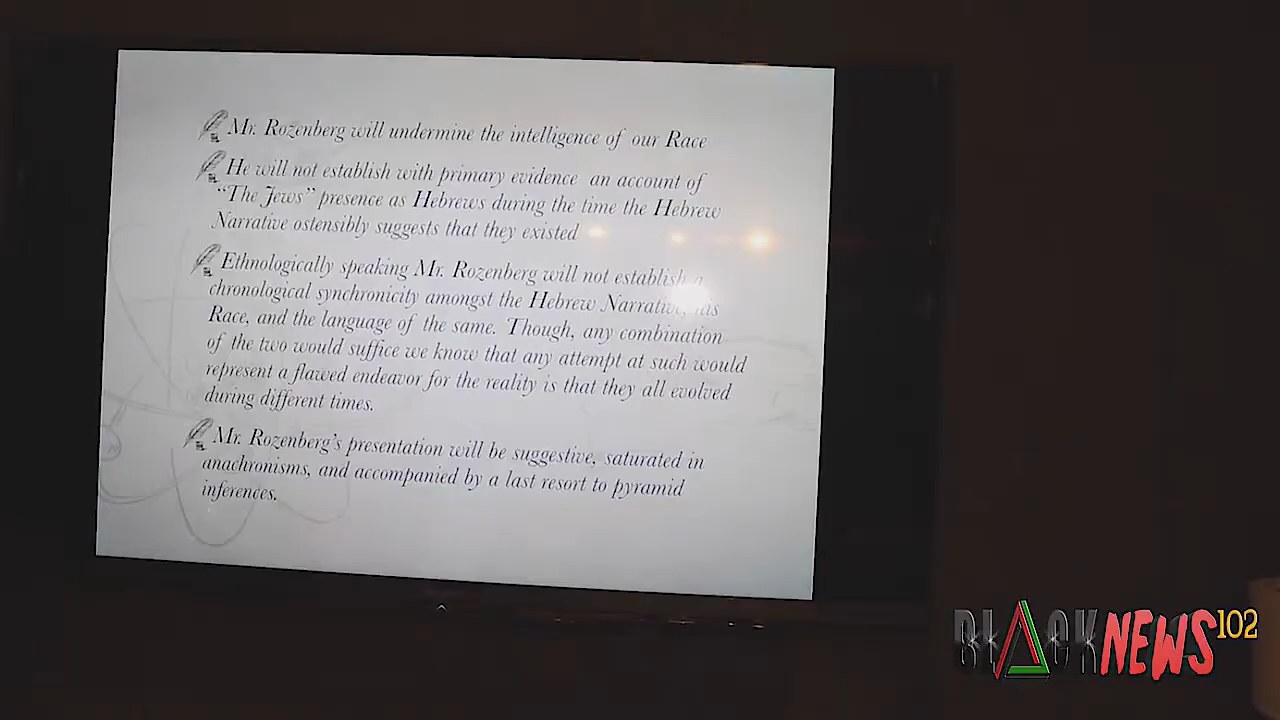 Mr. Rozenberg will undermine the intelligence of our Race
He will not establish with primary evidence an account of
"The Jews" presence as Hebrews during the time the Hebrew
Narrative ostensibly suggests that they existed
Ethnologically speaking Mr. Rozenberg will not establish a
chronological synchronicity amongst the Hebrew Narrative, his
Race, and the language of the same. Though, any combination
of the two would suffice we know that any attempt at such would
represent a flawed endeavor for the reality is that they all evolved
during different times.
Mr. Rozenberg's presentation will be suggestive, saturated in
anachronisms, and accompanied by a last resort to pyramid
inferences.
BLACK NEWS 102